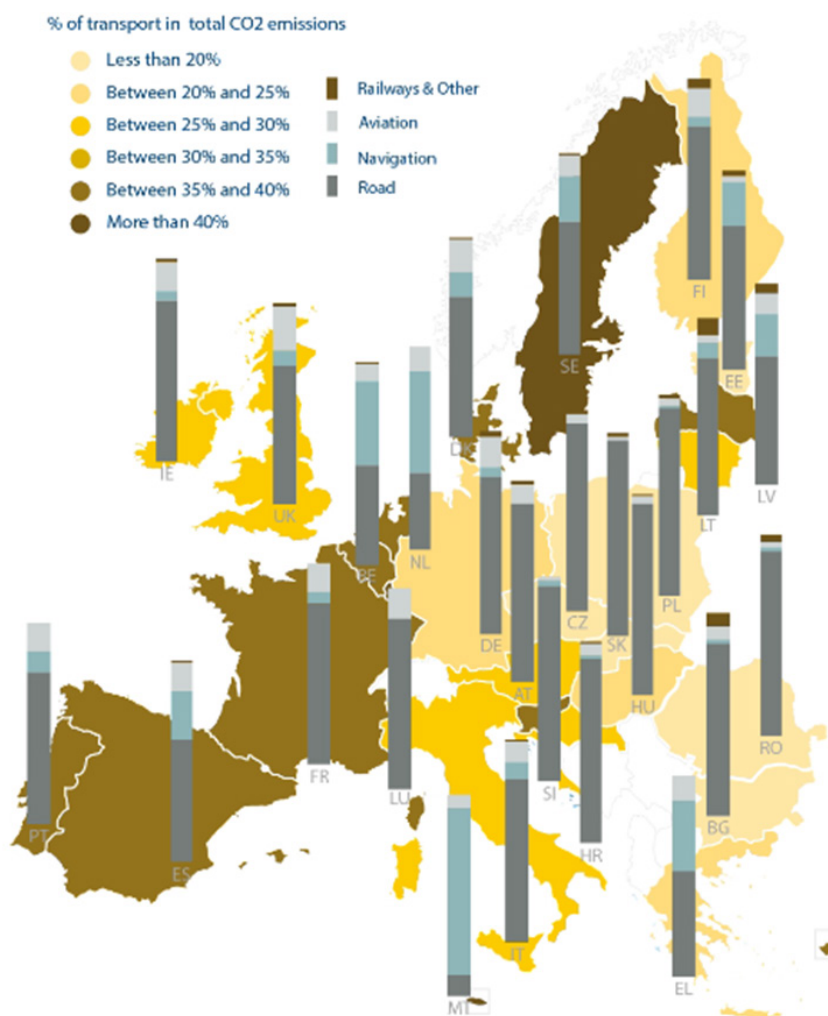 % of transport in total CO2 emissions
Less than 20%
Between 20% and 25%
Between 25% and 30%
Between 30% and 35%
Between 35% and 40%
More than 40%
Railways & Other
Aviation
Navigation
Road
FI
SE
EE
DK
IE
LV
UK
LT
NL
BE
PL
CZ
DE
SK
AT
HU
RO
FR
LU
SI
PT
BG
HR
ES
IT
EL
MT